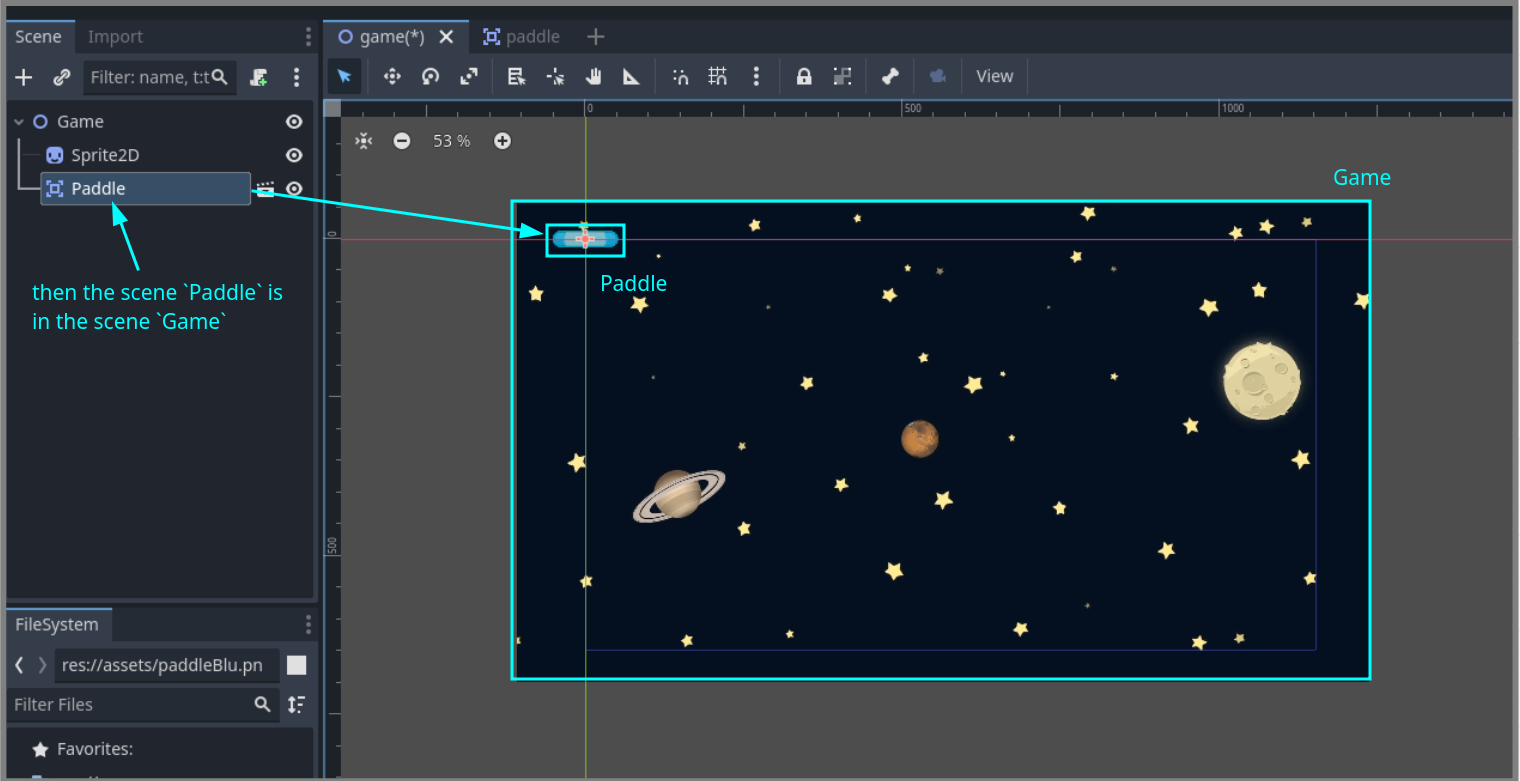 Scene Import
game(*) paddle
Filter: name, t:t
View
Game
Sprite2D
Paddle
0 500 1000
53 %
0
500
Game
Paddle
then the scene `Paddle` is
in the scene `Game`
FileSystem
res://assets/paddleBlu.pn
Filter Files
Favorites: